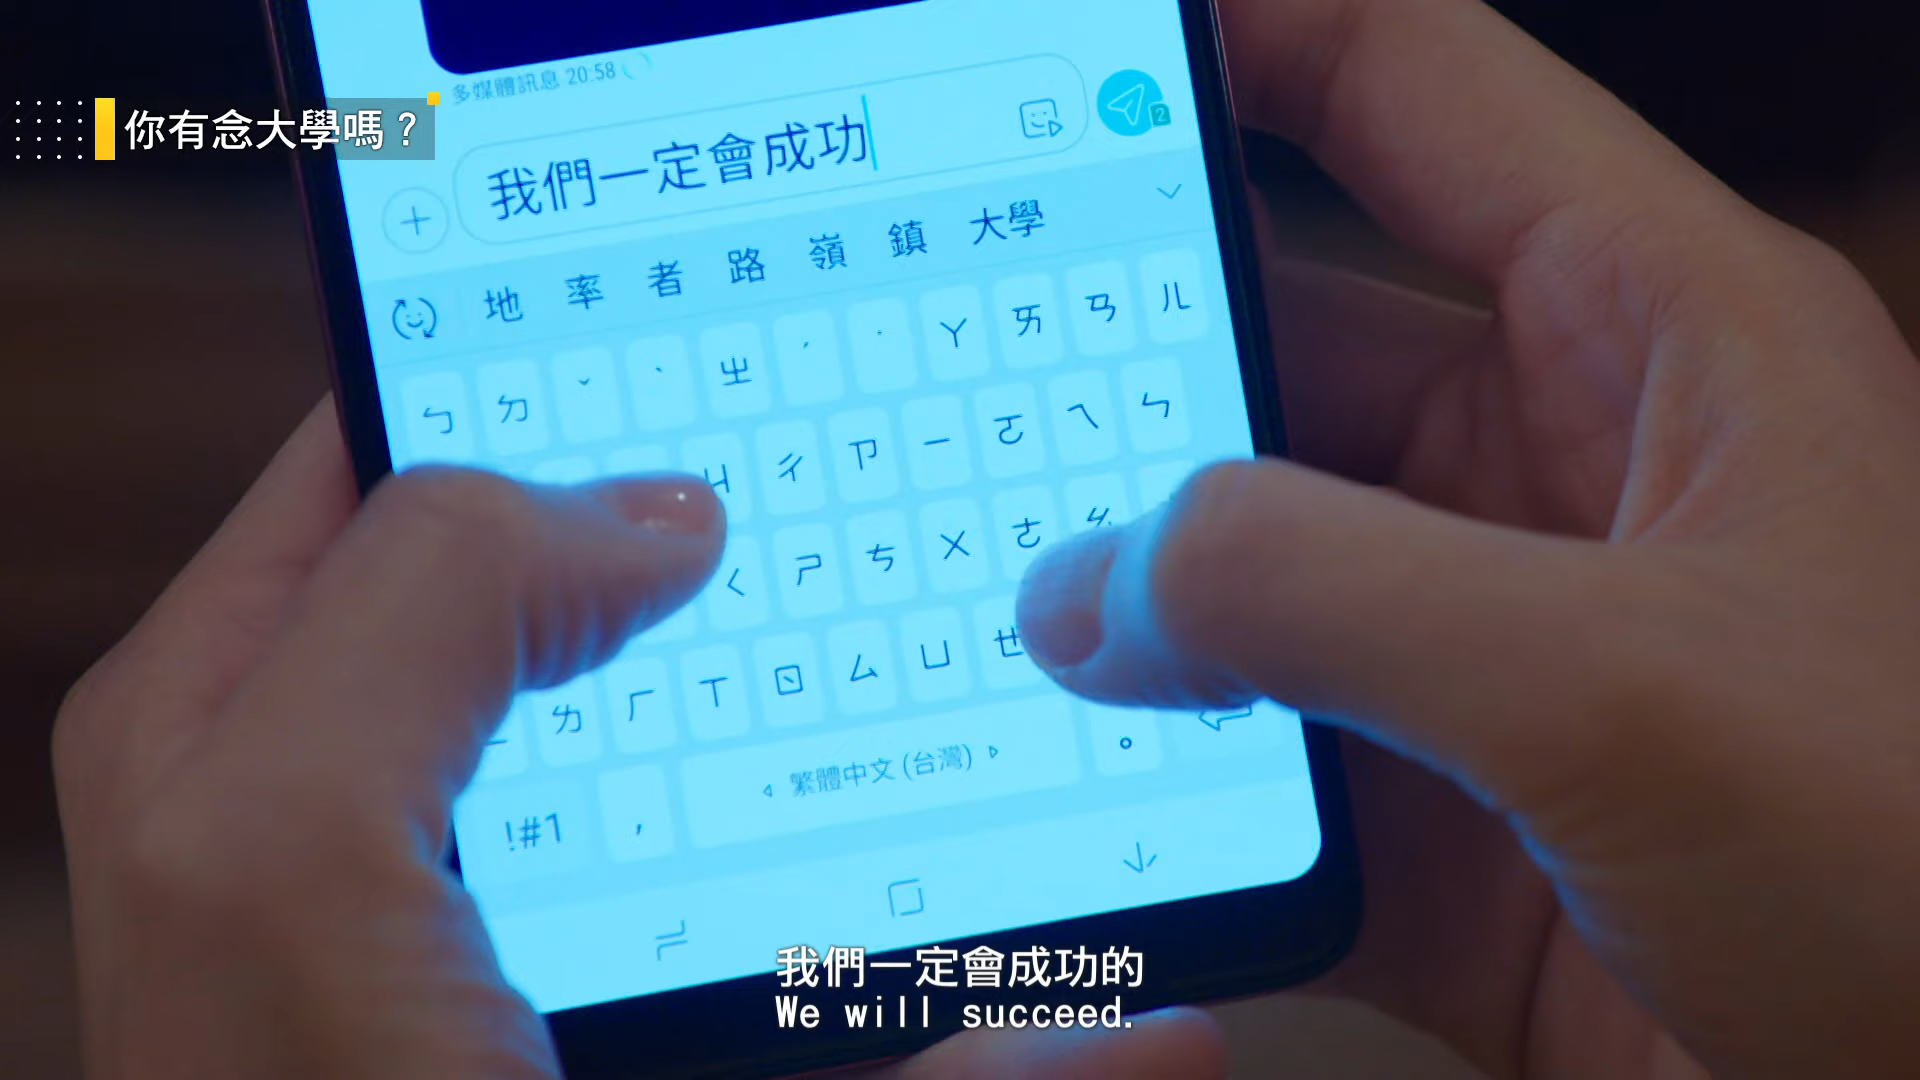 多媒體訊息 20:58
你有念大學嗎？
我們一定會成功
2
地 率 者 路 嶺 鎮 大學
ㄅ ㄉ ˇ ˋ ㄓ ˊ ˙ ㄚ ㄞ ㄢ ㄦ
ㄐ ㄔ ㄗ ㄧ ㄛ ㄟ ㄣ
ㄑ ㄕ ㄘ ㄨ ㄜ ㄠ
ㄌ ㄏ ㄒ ㄖ ㄙ ㄩ ㄝ
!#1 , 繁體中文 (台灣) 。
我們一定會成功的
We will succeed.